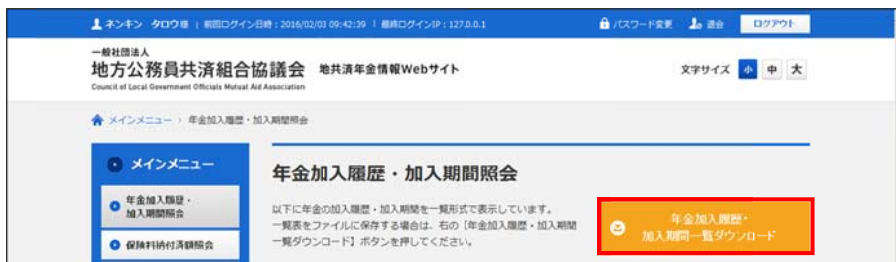 ネンキン タロウ様 | 前回ログイン日時:2016/02/03 09:42:39 | 最終ログインIP:127.0.0.1 パスワード変更 退会 ログアウト
一般社団法人
地方公務員共済組合協議会 地共済年金情報Webサイト 文字サイズ 小 中 大
Council of Local Government Officials Mutual Aid Association
メインメニュー › 年金加入履歴・加入期間照会
メインメニュー
年金加入履歴・
加入期間照会
保険料納付済額照会
年金加入履歴・加入期間照会
以下に年金の加入履歴・加入期間を一覧形式で表示しています。
一覧表をファイルに保存する場合は、右の【年金加入履歴・加入期間
一覧ダウンロード】ボタンを押してください。
年金加入履歴・
加入期間一覧ダウンロード